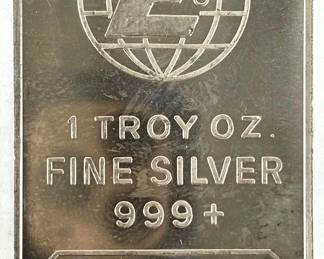 1 TROY OZ.
FINE SILVER
999+